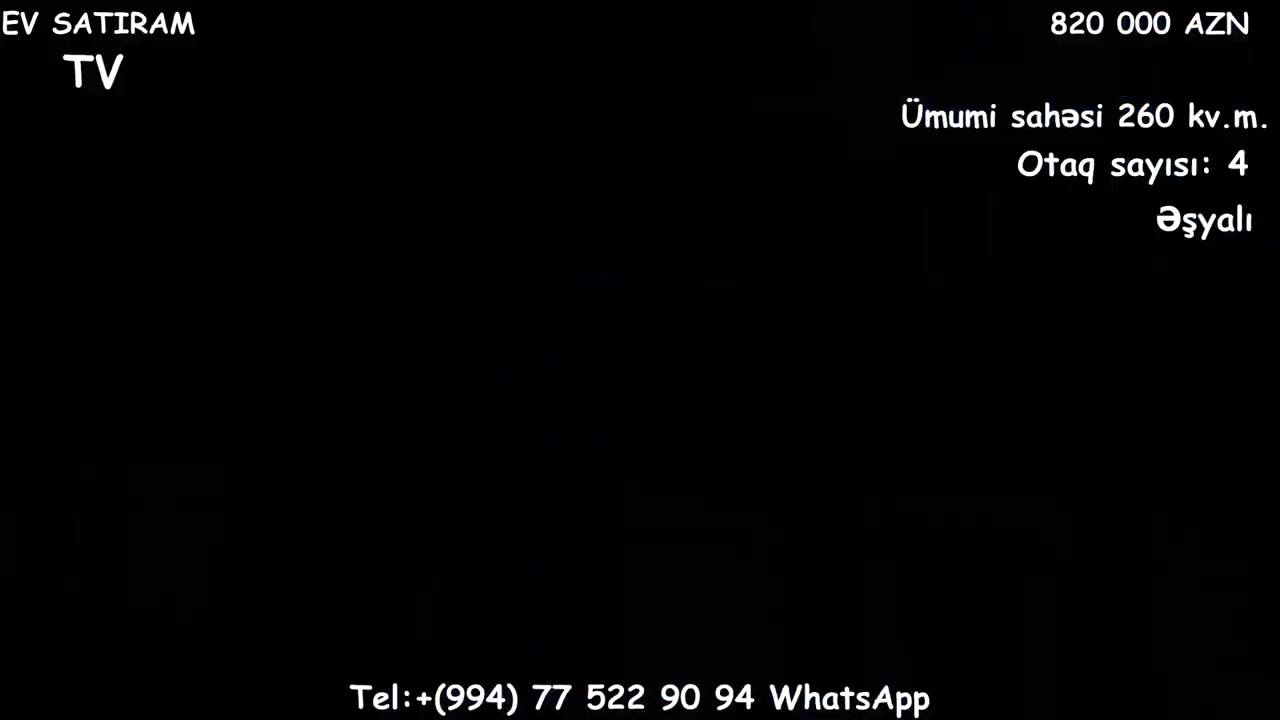 EV SATIRAM
TV
820 000 AZN
Ümumi sahəsi 260 kv.m.
Otaq sayısı: 4
Əşyalı
Tel:+(994) 77 522 90 94 WhatsApp